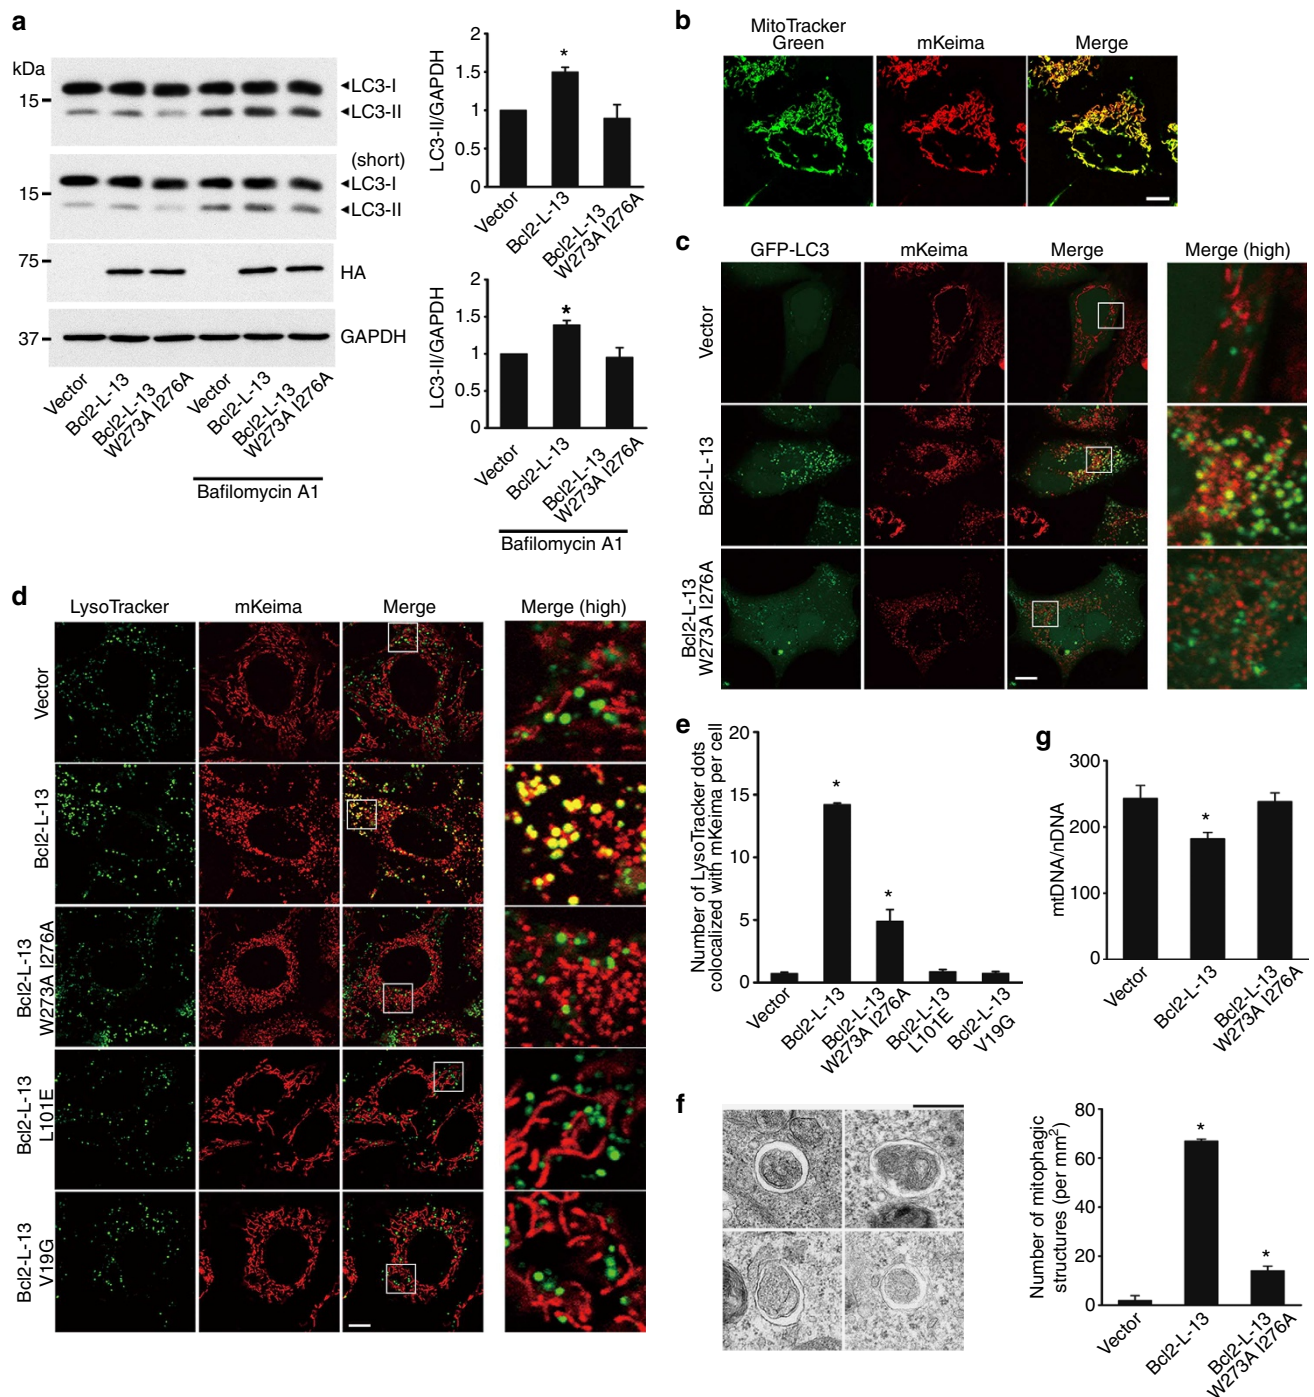 a
kDa
15
LC3-I
LC3-II
(short)
15
LC3-I
LC3-II
75
HA
37
GAPDH
Vector
Bcl2-L-13
Bcl2-L-13
W273A I276A
Vector
Bcl2-L-13
Bcl2-L-13
W273A I276A
Bafilomycin A1
LC3-II/GAPDH
2
1.5
1
0.5
0
*
Vector
Bcl2-L-13
Bcl2-L-13
W273A I276A
LC3-II/GAPDH
2
1.5
1
0.5
0
*
Vector
Bcl2-L-13
Bcl2-L-13
W273A I276A
Bafilomycin A1
b
MitoTracker
Green
mKeima
Merge
c
GFP-LC3
mKeima
Merge
Merge (high)
Vector
Bcl2-L-13
Bcl2-L-13
W273A I276A
d
LysoTracker
mKeima
Merge
Merge (high)
Vector
Bcl2-L-13
Bcl2-L-13
W273A I276A
Bcl2-L-13
L101E
Bcl2-L-13
V19G
e
Number of LysoTracker dots
colocalized with mKeima per cell
20
15
10
5
0
*
*
Vector
Bcl2-L-13
Bcl2-L-13
W273A I276A
Bcl2-L-13
L101E
Bcl2-L-13
V19G
g
mtDNA/nDNA
300
200
100
0
*
Vector
Bcl2-L-13
Bcl2-L-13
W273A I276A
f
Number of mitophagic
structures (per mm2)
80
60
40
20
0
*
*
Vector
Bcl2-L-13
Bcl2-L-13
W273A I276A